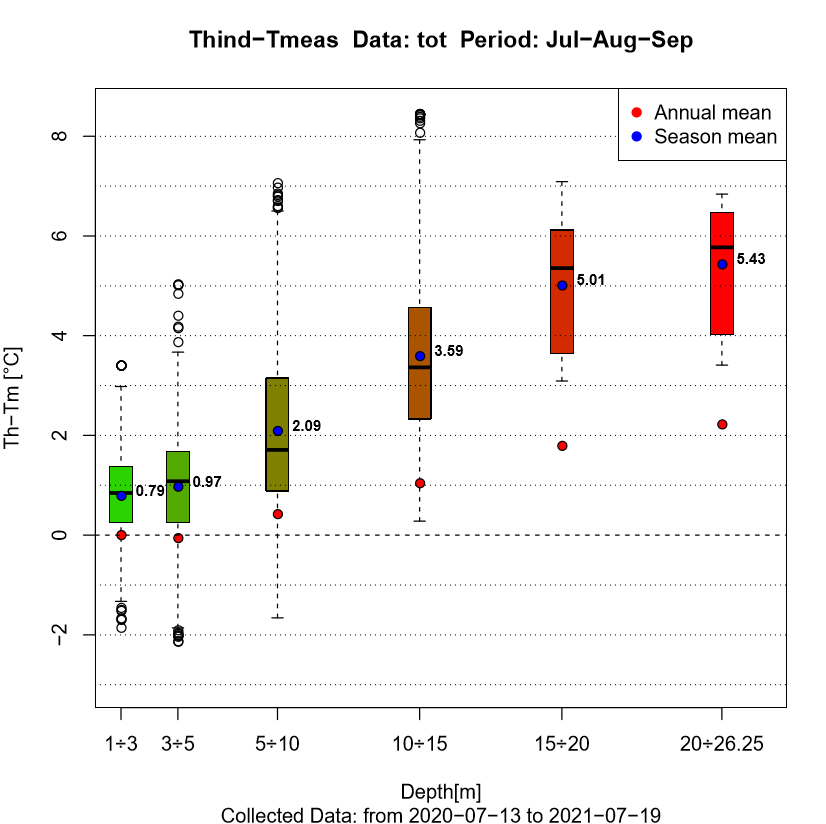 Thind−Tmeas  Data: tot  Period: Jul−Aug−Sep
Annual mean
Season mean
8
6
4
2
0
−2
Th−Tm [°C]
0.79
0.97
2.09
3.59
5.01
5.43
1÷3 3÷5 5÷10 10÷15 15÷20 20÷26.25
Depth[m]
Collected Data: from 2020−07−13 to 2021−07−19